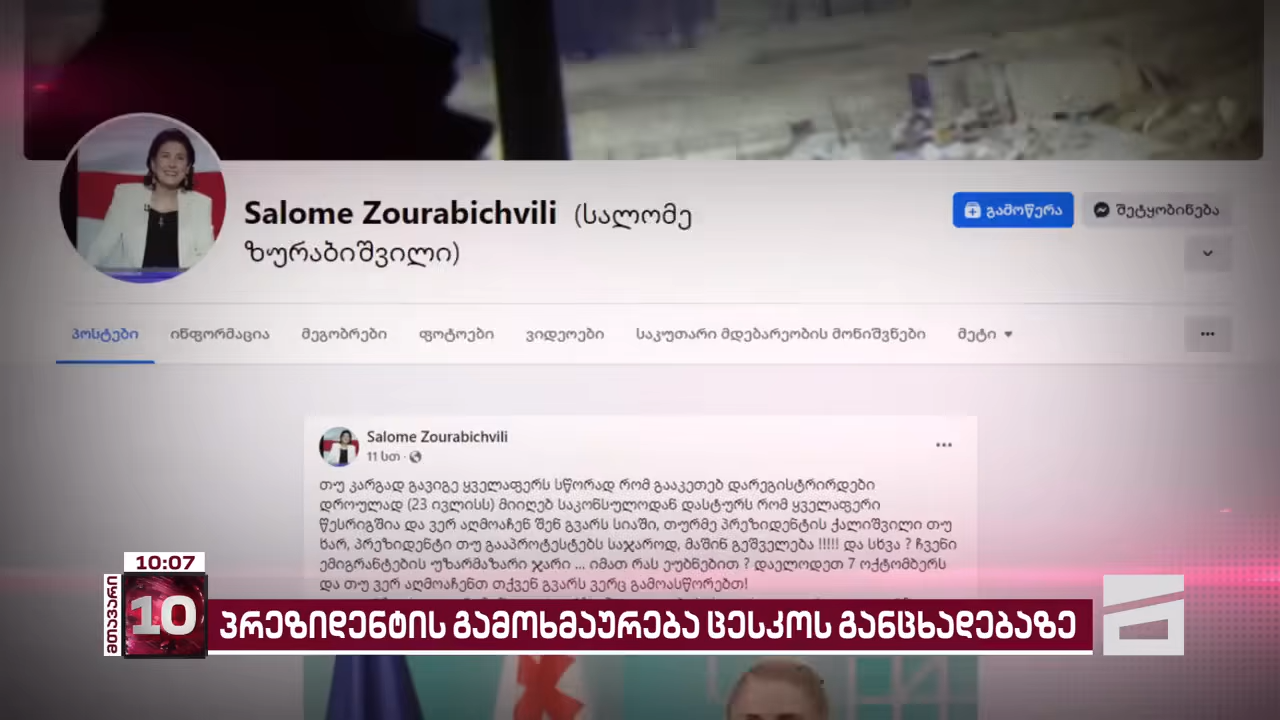 Salome Zourabichvili (სალომე
ზურაბიშვილი)
გამოწერა
შეტყობინება
პოსტები ინფორმაცია მეგობრები ფოტოები ვიდეოები საკუთარი მდებარეობის მონიშვნები მეტი
Salome Zourabichvili
11 სთ
თუ კარგად გავიგე ყველაფერს სწორად რომ გააკეთებ დარეგისტრირდები
დროულად (23 ივლისს) მიიღებ საკონსულოდან დასტურს რომ ყველაფერი
წესრიგშია და ვერ აღმოაჩენ შენ გვარს სიაში, თურმე პრეზიდენტის ქალიშვილი თუ
ხარ, პრეზიდენტი თუ გააპროტესტებს საჯაროდ, მაშინ გეშველება !!!!! და სხვა ? ჩვენი
ემიგრანტების უზარმაზარი ჯარი ... იმათ რას ეუბნებით ? დაელოდეთ 7 ოქტომბერს
და თუ ვერ აღმოაჩენთ თქვენ გვარს ვერც გამოასწორებთ!
10:07
მთავარი
10
პრეზიდენტის გამოხმაურება ცესკოს განცხადებაზე